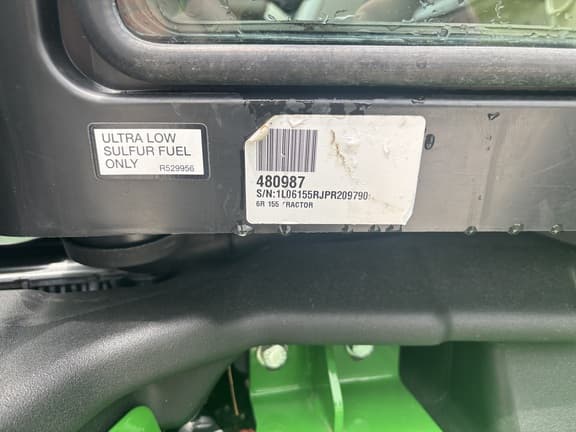 ULTRA LOW
SULFUR FUEL
ONLY
R529956
480987
S/N:1L06155RJPR209790
6R 155 TRACTOR